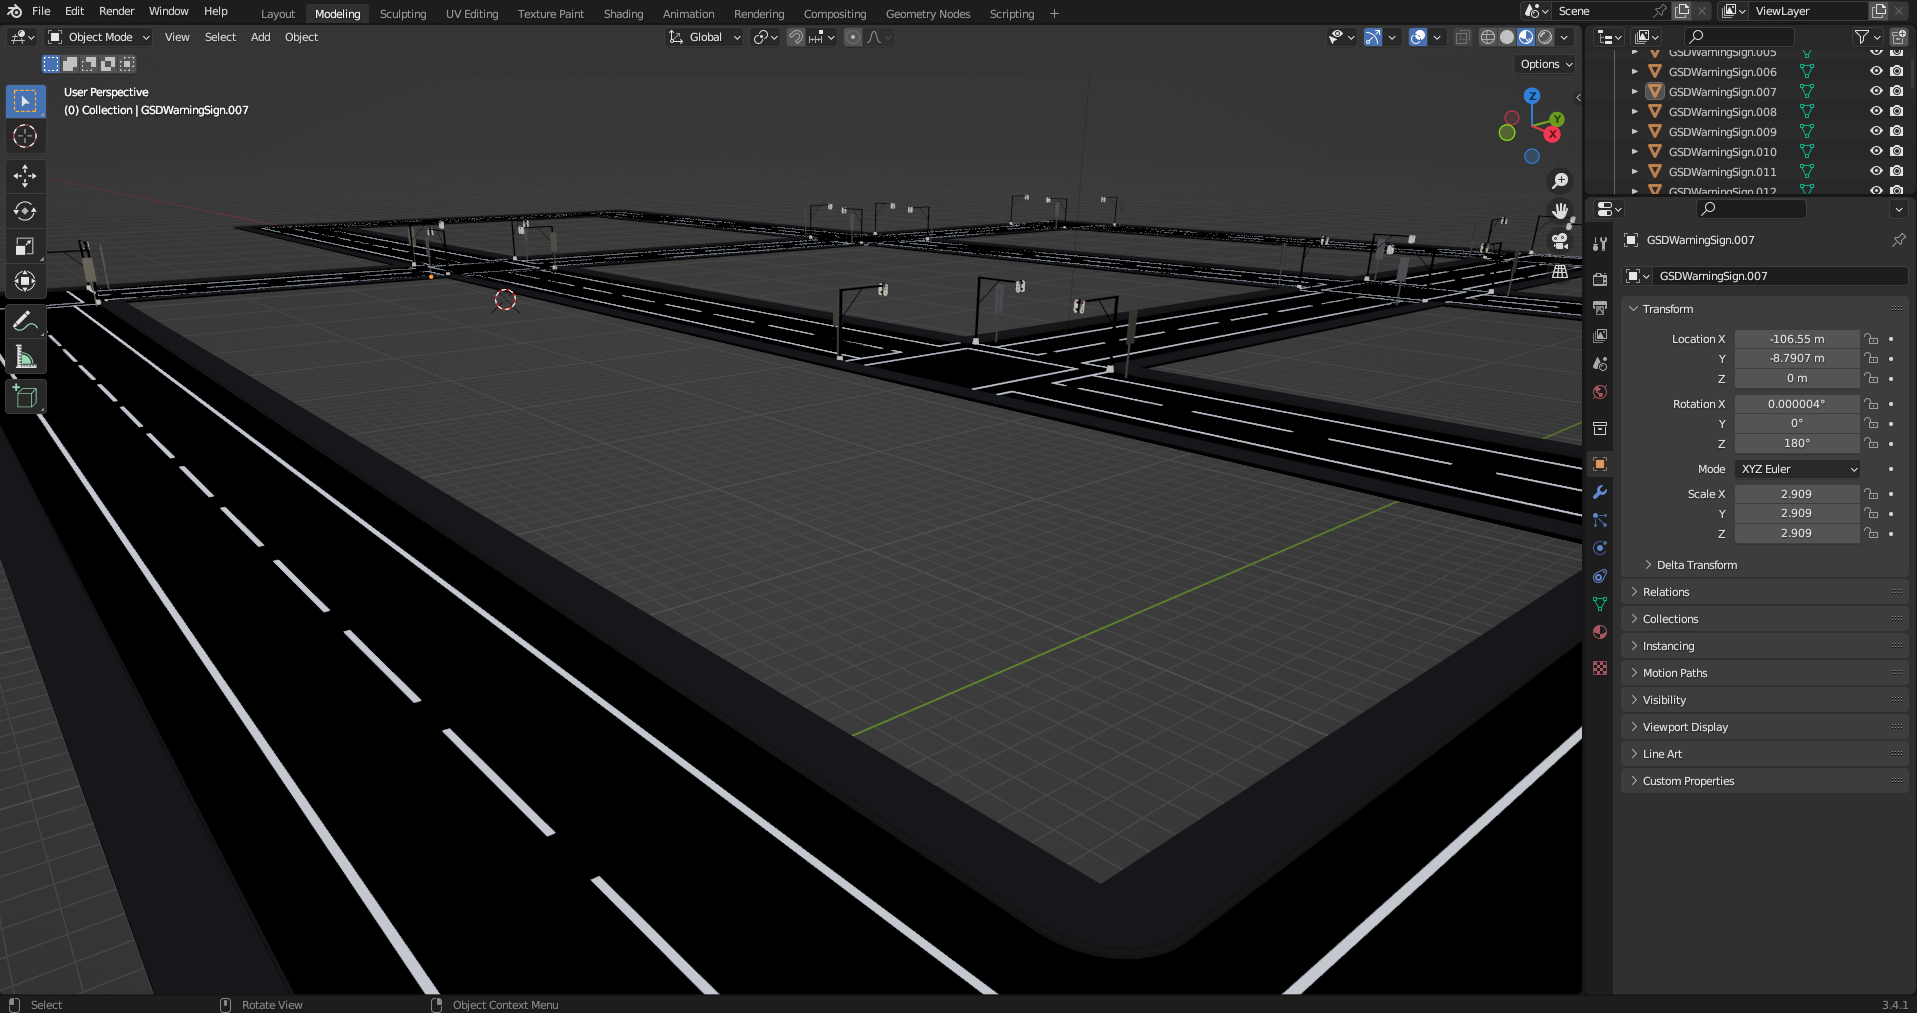 File Edit Render Window Help
Layout Modeling Sculpting UV Editing Texture Paint Shading Animation Rendering Compositing Geometry Nodes Scripting +
Scene
ViewLayer
Object Mode View Select Add Object
Global
Options
User Perspective
(0) Collection | GSDWarningSign.007
Z
Y
X
GSDWarningSign.005
GSDWarningSign.006
GSDWarningSign.007
GSDWarningSign.008
GSDWarningSign.009
GSDWarningSign.010
GSDWarningSign.011
GSDWarningSign.012
GSDWarningSign.007
GSDWarningSign.007
Transform
Location X -106.55 m
Y -8.7907 m
Z 0 m
Rotation X 0.000004°
Y 0°
Z 180°
Mode XYZ Euler
Scale X 2.909
Y 2.909
Z 2.909
Delta Transform
Relations
Collections
Instancing
Motion Paths
Visibility
Viewport Display
Line Art
Custom Properties
Select
Rotate View
Object Context Menu
3.4.1